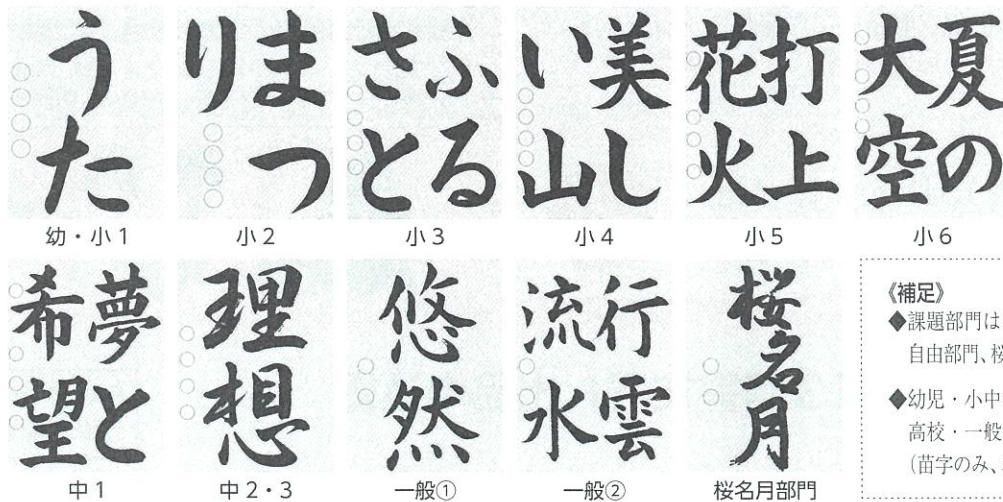 うた
幼・小1
まつ
り
小2
ふる
さと
小3
美し
い山
小4
打上
花火
小5
夏の
大空
小6
夢と
希望
中1
理想
中2・3
悠然
一般①
行雲
流水
一般②
桜名月
桜名月部門
《補足》
◆課題部門は
自由部門、桜
◆幼児・小中
高校・一般
(苗字のみ、